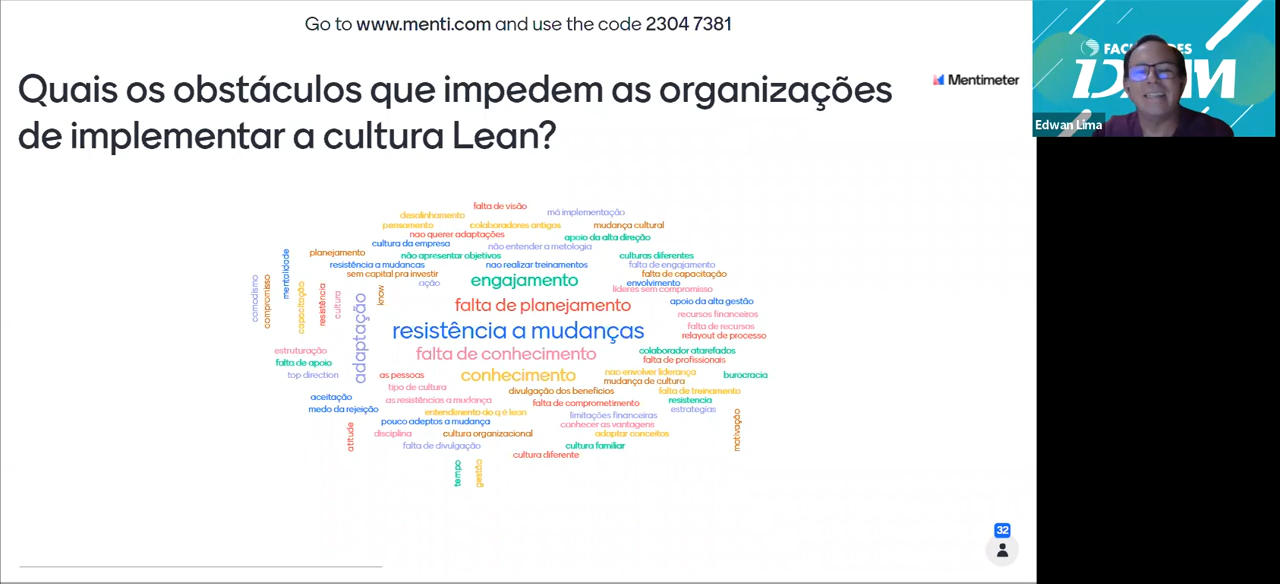 Go to www.menti.com and use the code 2304 7381
Quais os obstáculos que impedem as organizações
de implementar a cultura Lean?
Mentimeter
Edwan Lima
falta de visão
desalinhamento
má implementação
pensamento
colaboradores antigos
mudança cultural
nao querer adaptações
apoio da alta direção
cultura da empresa
não entender a metologia
planejamento
não apresentar objetivos
culturas diferentes
resistência a mudancas
nao realizar treinamentos
falta de engajamento
sem capital pra investir
falta de capacitação
ação
engajamento
envolvimento
líderes sem compromisso
mentalidade
comodismo
compromisso
capacitação
resistência
cultura
adaptação
know
falta de planejamento
apoio da alta gestão
recursos financeiros
falta de recursos
relayout de processo
resistência a mudanças
estruturação
falta de conhecimento
colaborador atarefados
falta de profissionais
falta de apoio
top direction
as pessoas
conhecimento
nao envolver liderança
burocracia
mudança de cultura
tipo de cultura
divulgação dos beneficios
falta de treinamento
aceitação
as resistências a mudança
falta de comprometimento
resistencia
medo da rejeição
entendimento do q é lean
limitações financeiras
estrategias
pouco adeptos a mudança
conhecer as vantagens
atitude
disciplina
cultura organizacional
adaptar conceitos
motivação
falta de divulgação
cultura familiar
cultura diferente
tempo
gestão
32